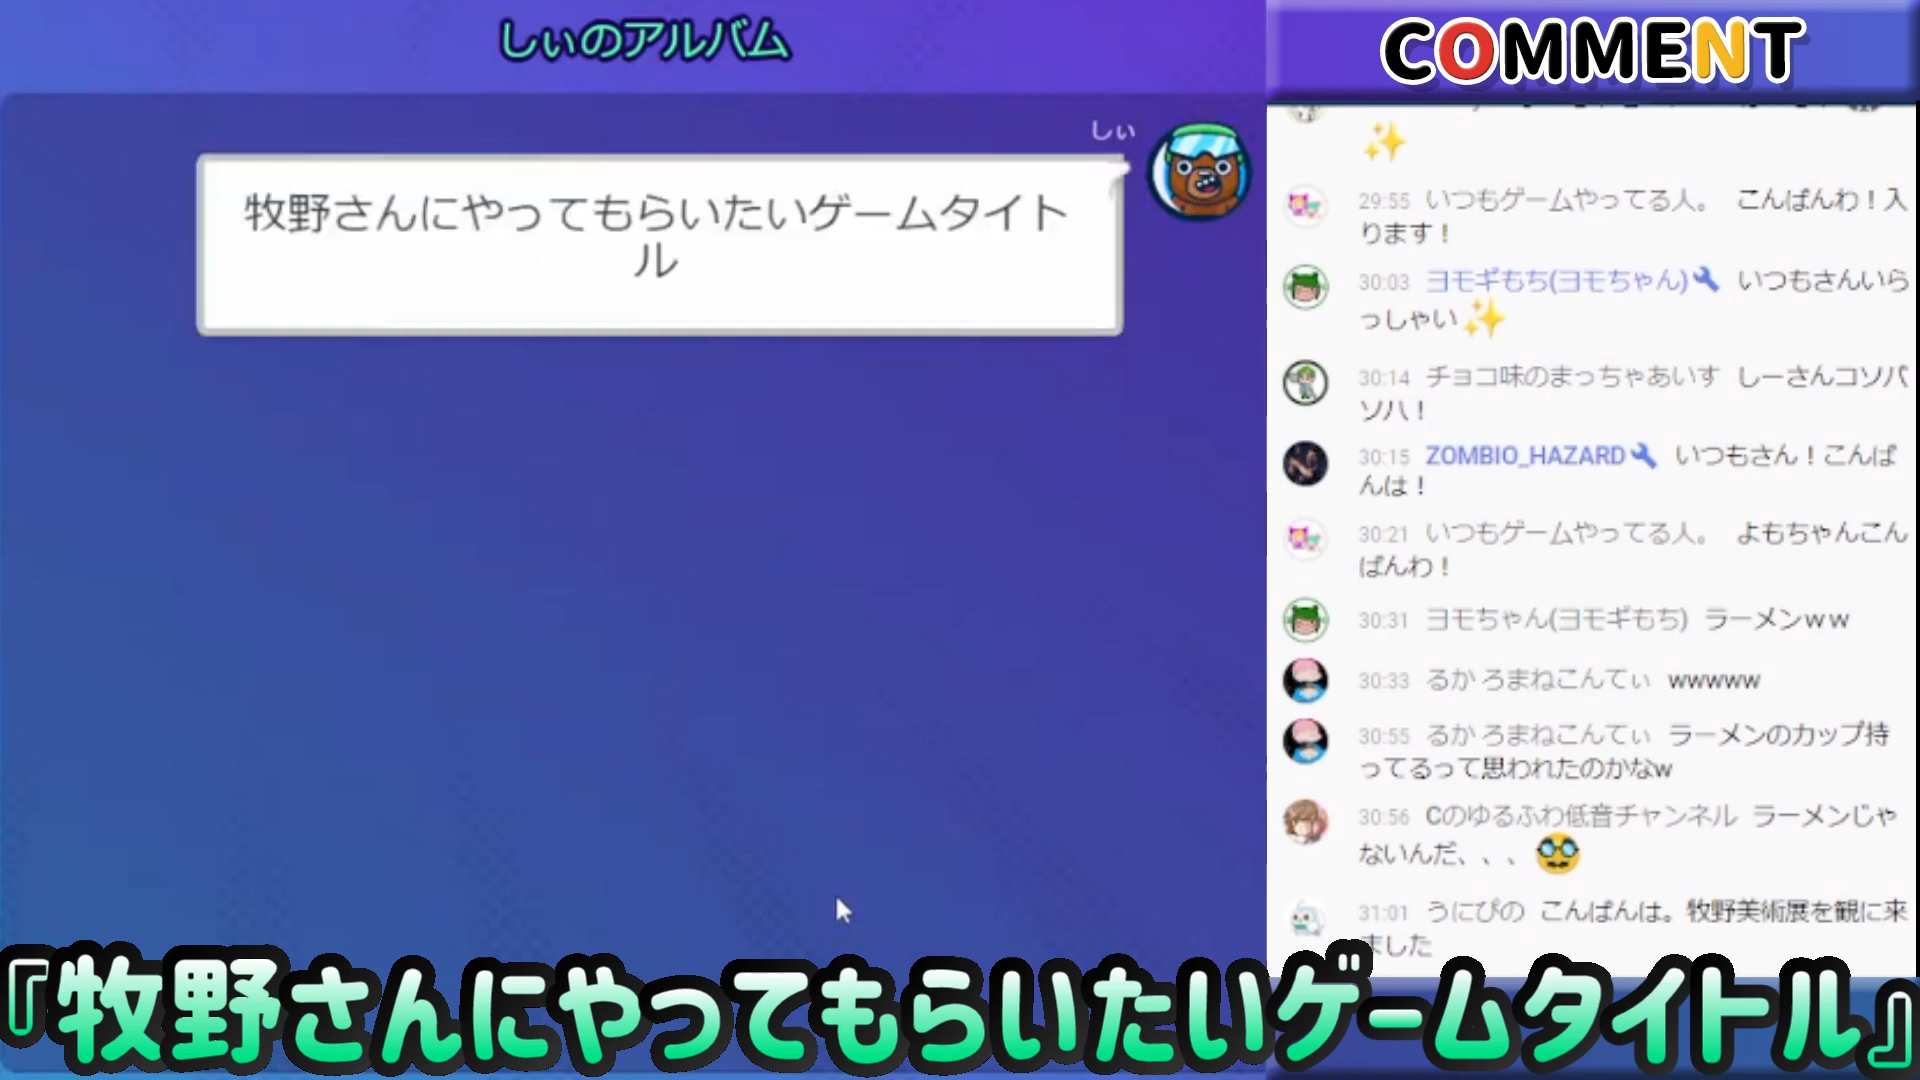 しぃのアルバム
しぃ
牧野さんにやってもらいたいゲームタイト
ル
COMMENT
29:55 いつもゲームやってる人。 こんばんわ！入
ります！
30:03 ヨモギもち(ヨモちゃん) いつもさんいら
っしゃい
30:14 チョコ味のまっちゃあいす しーさんコソパ
ソハ！
30:15 ZOMBIO_HAZARD いつもさん！こんば
んは！
30:21 いつもゲームやってる人。 よもちゃんこん
ばんわ！
30:31 ヨモちゃん(ヨモギもち) ラーメンｗｗ
30:33 るか ろまねこんてぃ wwwww
30:55 るか ろまねこんてぃ ラーメンのカップ持
ってるって思われたのかなw
30:56 Cのゆるふわ低音チャンネル ラーメンじゃ
ないんだ、、、
31:01 うにぴの こんばんは。牧野美術展を観に来
ました
『牧野さんにやってもらいたいゲームタイトル』